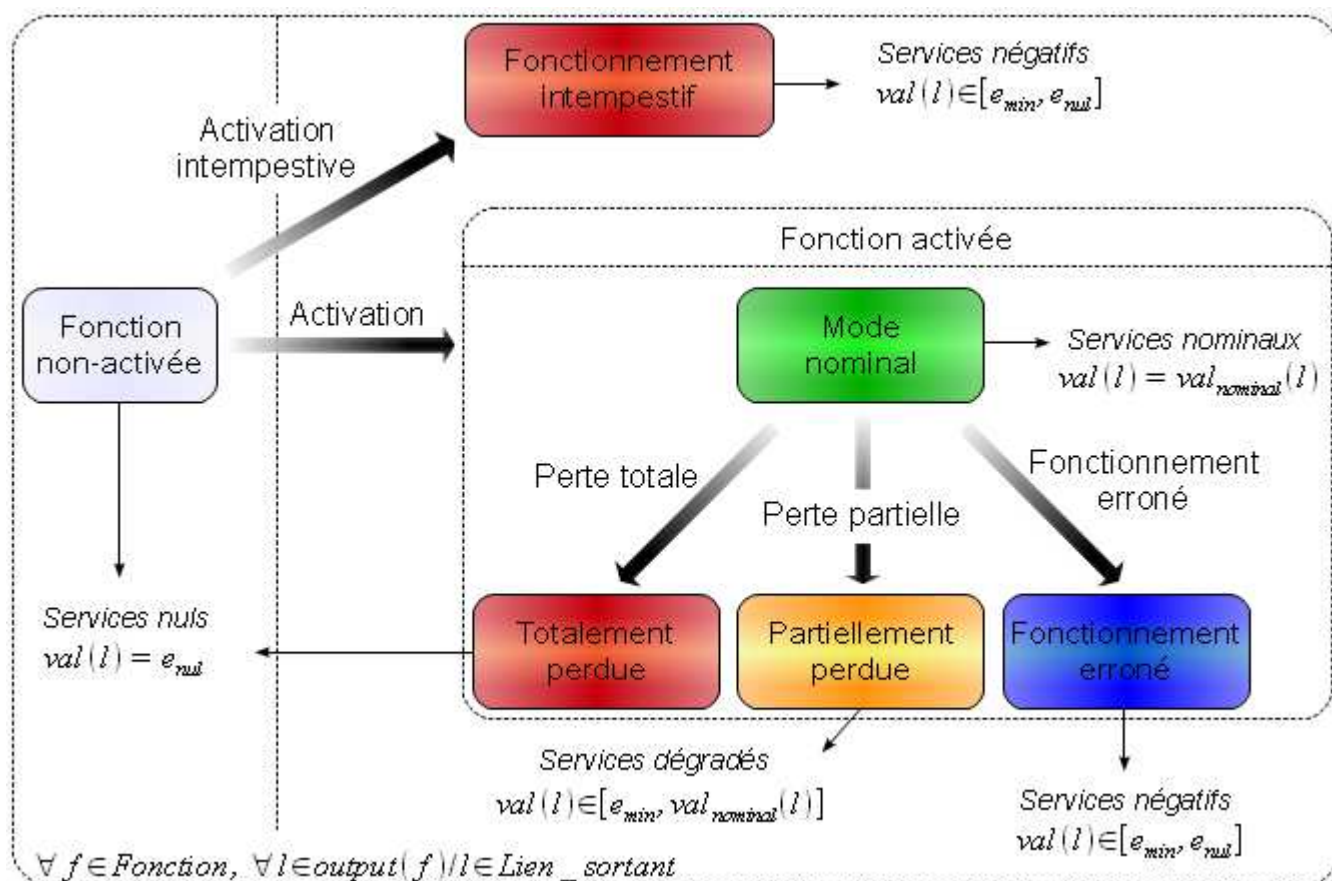 Fonctionnement
intempestif
Services négatifs
val(l)∈[e_min, e_nul]
Activation
intempestive
Fonction activée
Fonction
non-activée
Activation
Mode
nominal
Services nominaux
val(l) = val_nominal(l)
Perte totale
Perte partielle
Fonctionnement
erroné
Services nuls
val(l) = e_nul
Totalement
perdue
Partiellement
perdue
Fonctionnement
erroné
Services dégradés
val(l)∈[e_min, val_nominal(l)]
Services négatifs
val(l)∈[e_min, e_nul]
∀ f ∈ Fonction, ∀ l∈output(f)/l∈Lien_sortant